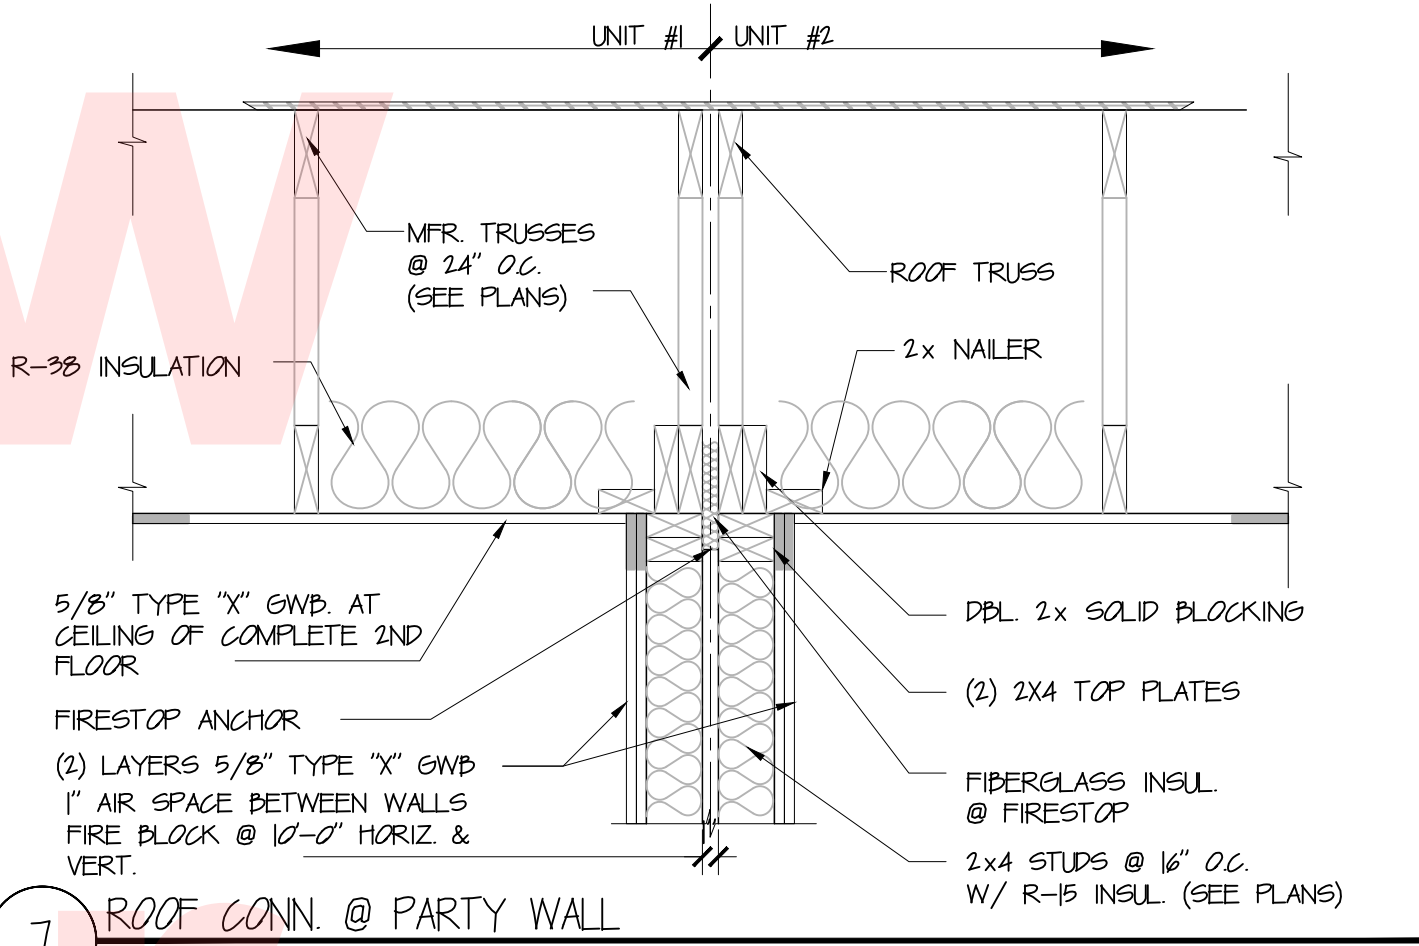 UNIT #1 UNIT #2
MFR. TRUSSES
@ 24" O.C.
(SEE PLANS)
ROOF TRUSS
2x NAILER
R-38 INSULATION
5/8" TYPE "X" GWB. AT
CEILING OF COMPLETE 2ND
FLOOR
FIRESTOP ANCHOR
(2) LAYERS 5/8" TYPE "X" GWB
1" AIR SPACE BETWEEN WALLS
FIRE BLOCK @ 10'-0" HORIZ. &
VERT.
DBL. 2x SOLID BLOCKING
(2) 2X4 TOP PLATES
FIBERGLASS INSUL.
@ FIRESTOP
2x4 STUDS @ 16" O.C.
W/ R-15 INSUL. (SEE PLANS)
7 ROOF CONN. @ PARTY WALL